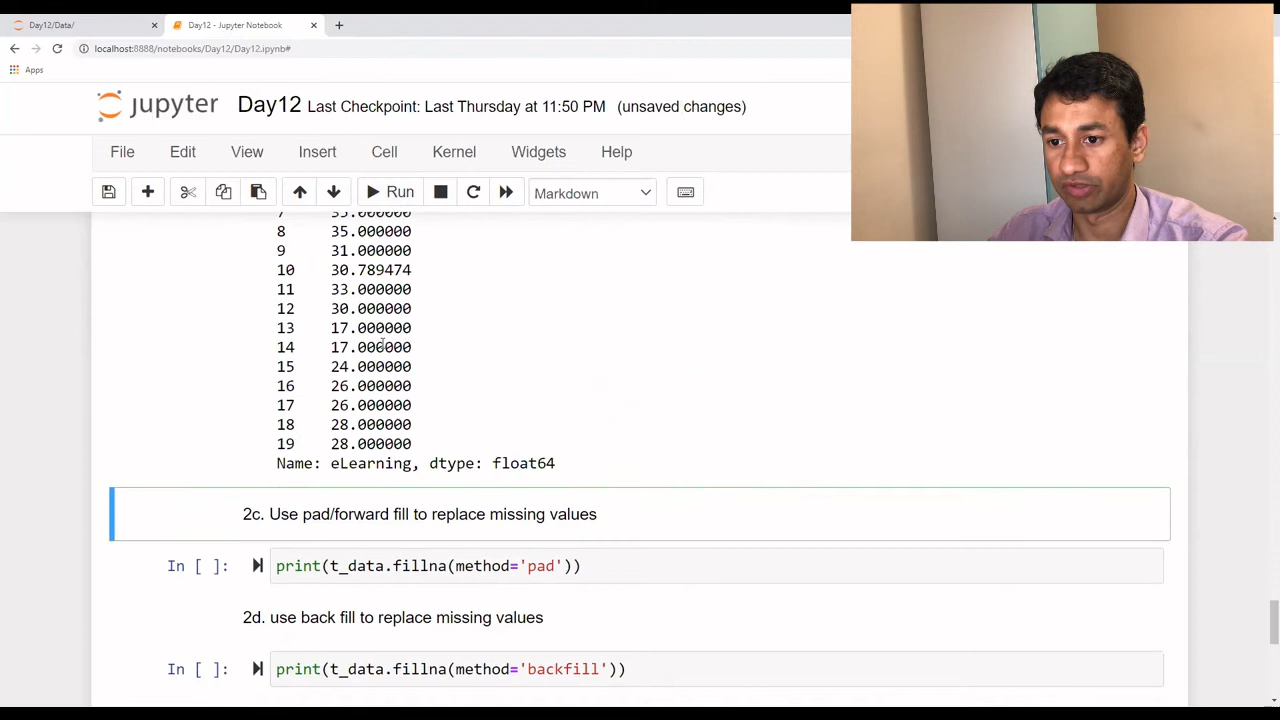 Day12/Data/
Day12 - Jupyter Notebook
localhost:8888/notebooks/Day12/Day12.ipynb#
Apps
jupyter Day12 Last Checkpoint: Last Thursday at 11:50 PM (unsaved changes)
File Edit View Insert Cell Kernel Widgets Help
Run Markdown
7 35.000000
8 35.000000
9 31.000000
10 30.789474
11 33.000000
12 30.000000
13 17.000000
14 17.000000
15 24.000000
16 26.000000
17 26.000000
18 28.000000
19 28.000000
Name: eLearning, dtype: float64
2c. Use pad/forward fill to replace missing values
In [ ]: print(t_data.fillna(method='pad'))
2d. use back fill to replace missing values
In [ ]: print(t_data.fillna(method='backfill'))